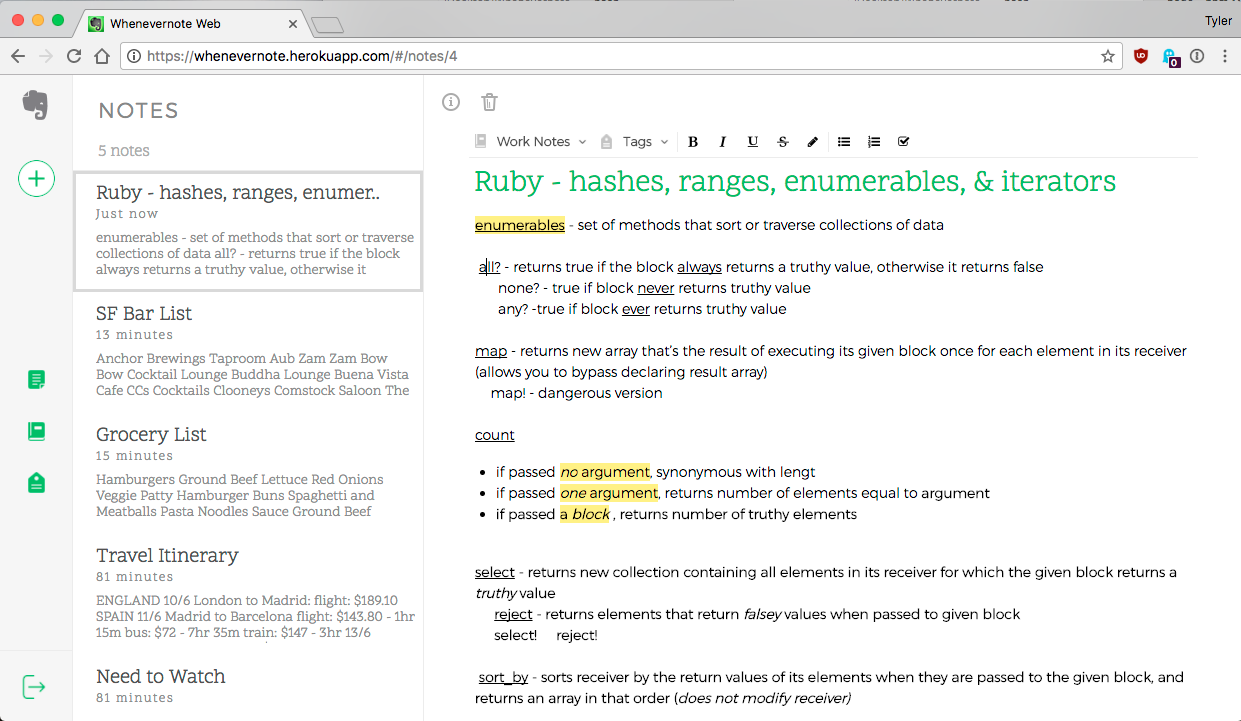 Whenevernote Web
Tyler
https://whenevernote.herokuapp.com/#/notes/4
0
NOTES
5 notes
Ruby - hashes, ranges, enumer..
Just now
enumerables - set of methods that sort or traverse
collections of data all? - returns true if the block
always returns a truthy value, otherwise it
SF Bar List
13 minutes
Anchor Brewings Taproom Aub Zam Zam Bow
Bow Cocktail Lounge Buddha Lounge Buena Vista
Cafe CCs Cocktails Clooneys Comstock Saloon The
Grocery List
15 minutes
Hamburgers Ground Beef Lettuce Red Onions
Veggie Patty Hamburger Buns Spaghetti and
Meatballs Pasta Noodles Sauce Ground Beef
Travel Itinerary
81 minutes
ENGLAND 10/6 London to Madrid: flight: $189.10
SPAIN 11/6 Madrid to Barcelona flight: $143.80 - 1hr
15m bus: $72 - 7hr 35m train: $147 - 3hr 13/6
Need to Watch
81 minutes
Work Notes Tags B I U S
Ruby - hashes, ranges, enumerables, & iterators
enumerables - set of methods that sort or traverse collections of data
all? - returns true if the block always returns a truthy value, otherwise it returns false
none? - true if block never returns truthy value
any? -true if block ever returns truthy value
map - returns new array that's the result of executing its given block once for each element in its receiver
(allows you to bypass declaring result array)
map! - dangerous version
count
• if passed no argument, synonymous with lengt
• if passed one argument, returns number of elements equal to argument
• if passed a block , returns number of truthy elements
select - returns new collection containing all elements in its receiver for which the given block returns a
truthy value
reject - returns elements that return falsey values when passed to given block
select! reject!
sort_by - sorts receiver by the return values of its elements when they are passed to the given block, and
returns an array in that order (does not modify receiver)